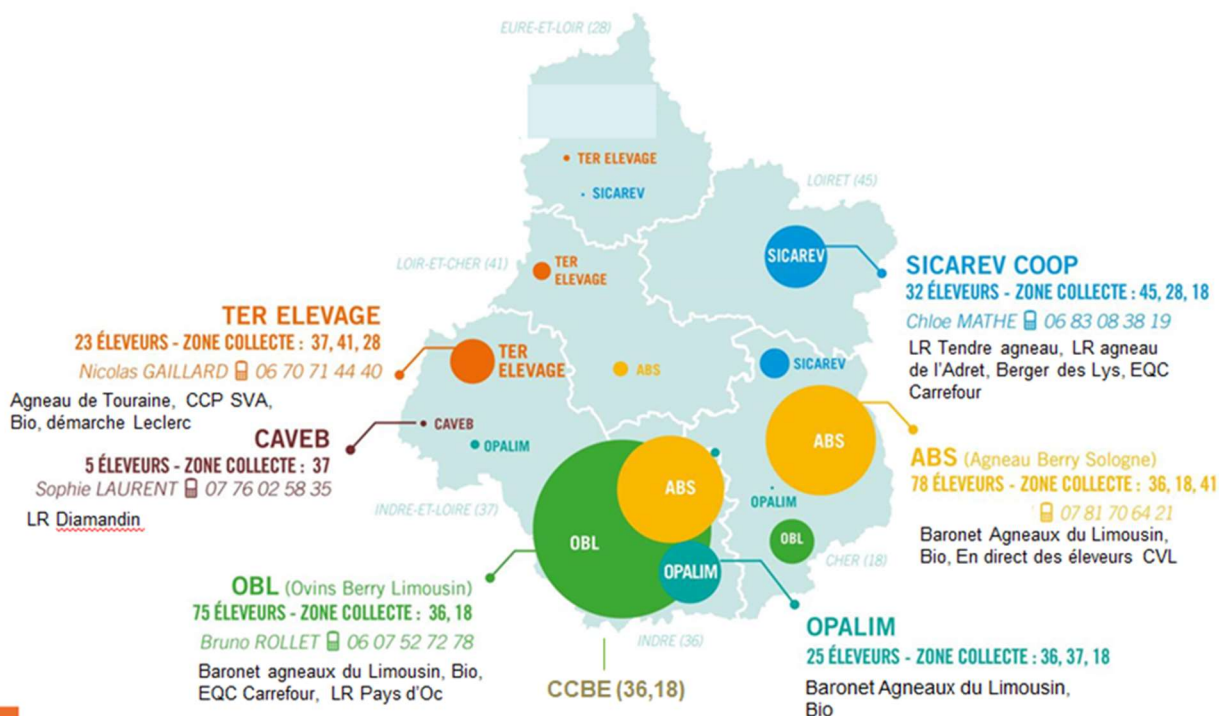 EURE-ET-LOIR (28)
TER ELEVAGE
SICAREV
LOIRET (45)
LOIR-ET-CHER (41)
TER
ELEVAGE
SICAREV
SICAREV COOP
32 ÉLEVEURS - ZONE COLLECTE : 45, 28, 18
Chloe MATHE 06 83 08 38 19
LR Tendre agneau, LR agneau
de l'Adret, Berger des Lys, EQC
Carrefour
TER ELEVAGE
23 ÉLEVEURS - ZONE COLLECTE : 37, 41, 28
Nicolas GAILLARD 06 70 71 44 40
Agneau de Touraine, CCP SVA,
Bio, démarche Leclerc
TER
ELEVAGE
ABS
SICAREV
CAVEB
5 ÉLEVEURS - ZONE COLLECTE : 37
Sophie LAURENT 07 76 02 58 35
LR Diamandin
CAVEB
OPALIM
INDRE-ET-LOIRE (37)
ABS
ABS (Agneau Berry Sologne)
78 ÉLEVEURS - ZONE COLLECTE : 36, 18, 41
07 81 70 64 21
Baronet Agneaux du Limousin,
Bio, En direct des éleveurs CVL
ABS
OPALIM
OBL
OBL
OPALIM
CHER (18)
OBL (Ovins Berry Limousin)
75 ÉLEVEURS - ZONE COLLECTE : 36, 18
Bruno ROLLET 06 07 52 72 78
Baronet agneaux du Limousin, Bio,
EQC Carrefour, LR Pays d'Oc
INDRE (36)
CCBE (36,18)
OPALIM
25 ÉLEVEURS - ZONE COLLECTE : 36, 37, 18
Baronet Agneaux du Limousin,
Bio